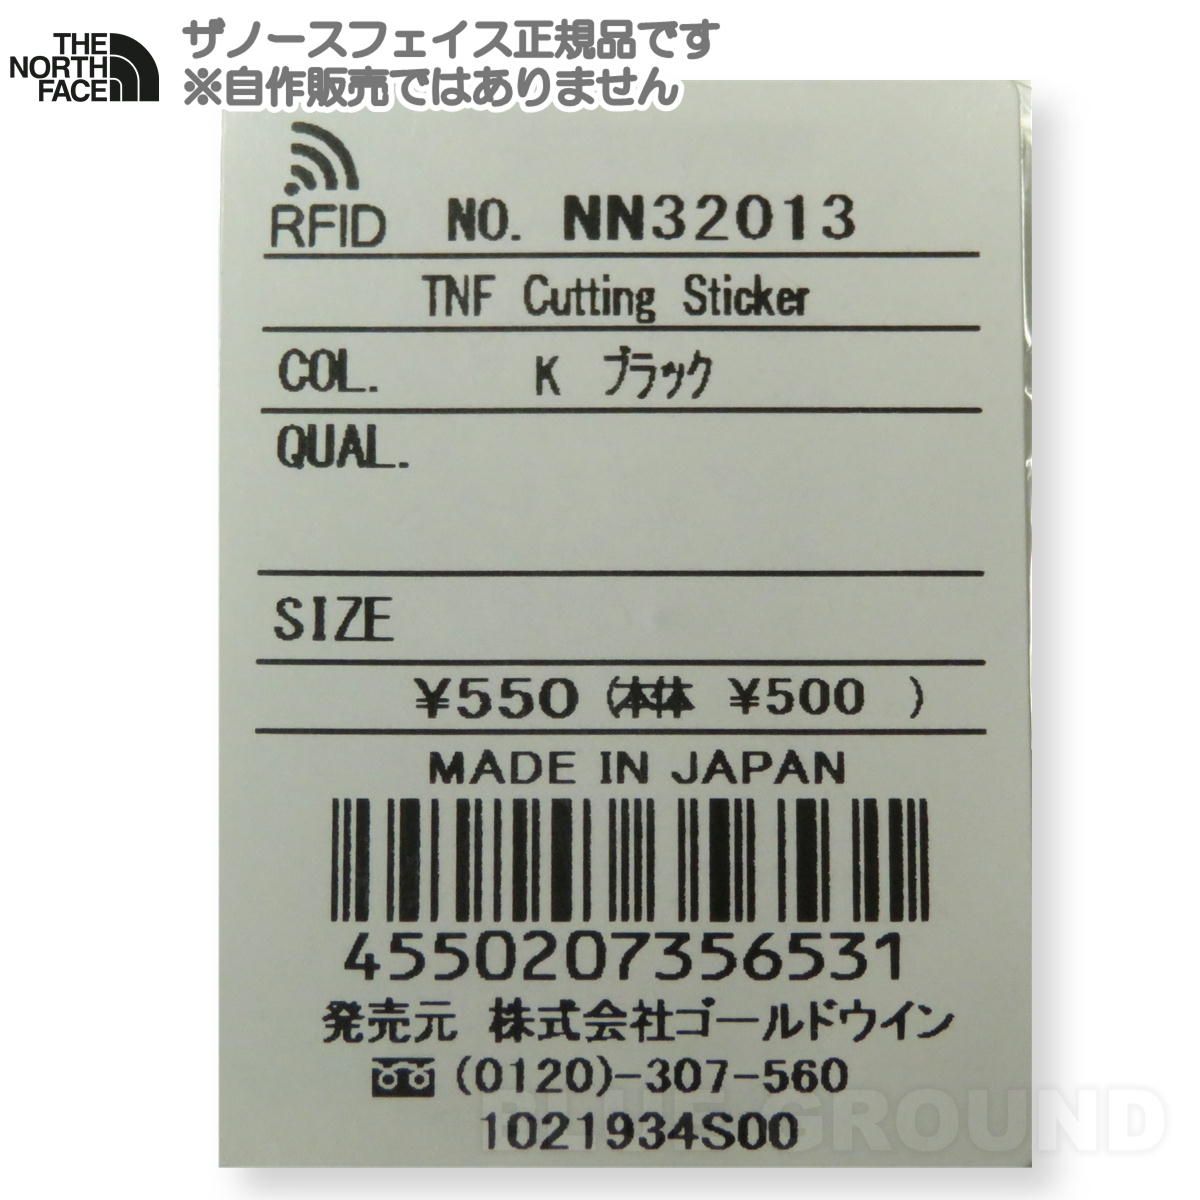 THE
NORTH
FACE
ザノースフェイス正規品です
※自作販売ではありません
RFID NO. NN32013
TNF Cutting Sticker
COL. K ブラック
QUAL.
SIZE
¥550 (本体 ¥500 )
MADE IN JAPAN
4550207356531
発売元 株式会社ゴールドウイン
(0120)-307-560
1021934S00
BLUE GROUND